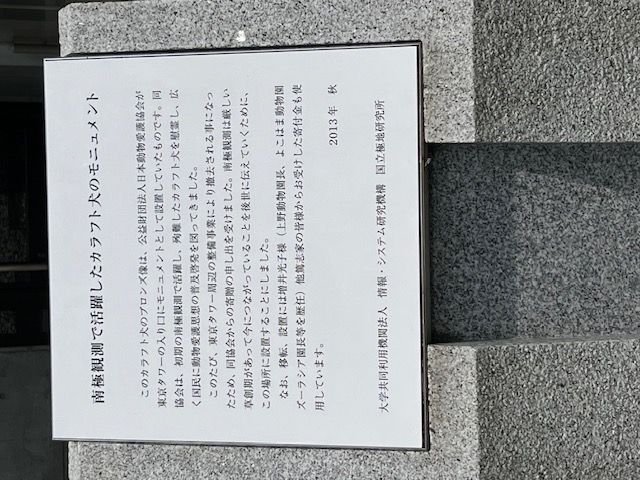 南極観測で活躍したカラフト犬のモニュメント
このカラフト犬のブロンズ像は、公益財団法人日本動物愛護協会が
東京タワーの入り口にモニュメントとして設置していたものです。同
協会は、初期の南極観測で活躍し、殉難したカラフト犬を慰霊し、広
く国民に動物愛護思想の普及啓発を図ってきました。
このたび、東京タワー周辺の整備事業により撤去される事になっ
たため、同協会からの寄贈の申し出を受けました。南極観測は厳しい
草創期があって今につながっていることを後世に伝えていくために、
この場所に設置することにしました。
なお、移転、設置には増井光子様（上野動物園長、よこはま動物園
ズーラシア園長等を歴任）他篤志家の皆様からお受けした寄付金も使
用しています。
2013年　秋
大学共同利用機関法人　情報・システム研究機構　国立極地研究所